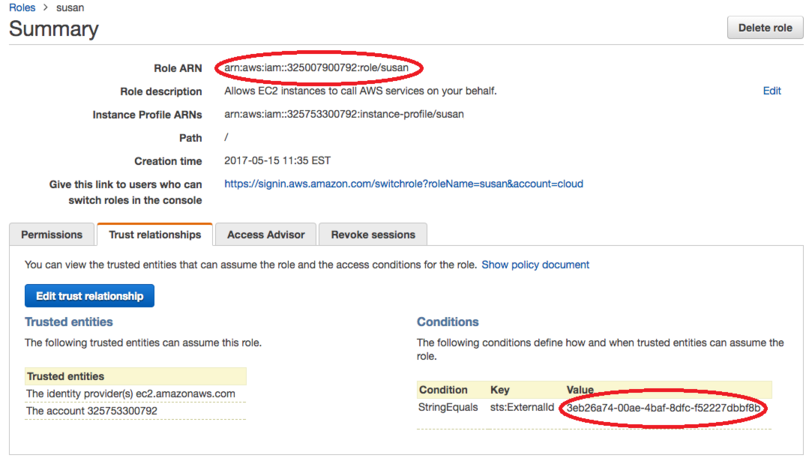 Roles > susan
Summary
Delete role
Role ARN arn:aws:iam::325007900792:role/susan
Role description Allows EC2 instances to call AWS services on your behalf. Edit
Instance Profile ARNs arn:aws:iam::325753300792:instance-profile/susan
Path /
Creation time 2017-05-15 11:35 EST
Give this link to users who can https://signin.aws.amazon.com/switchrole?roleName=susan&account=cloud
switch roles in the console
Permissions Trust relationships Access Advisor Revoke sessions
You can view the trusted entities that can assume the role and the access conditions for the role. Show policy document
Edit trust relationship
Trusted entities
The following trusted entities can assume this role.
Trusted entities
The identity provider(s) ec2.amazonaws.com
The account 325753300792
Conditions
The following conditions define how and when trusted entities can assume the
role.
Condition Key Value
StringEquals sts:ExternalId 3eb26a74-00ae-4baf-8dfc-f52227dbbf8b